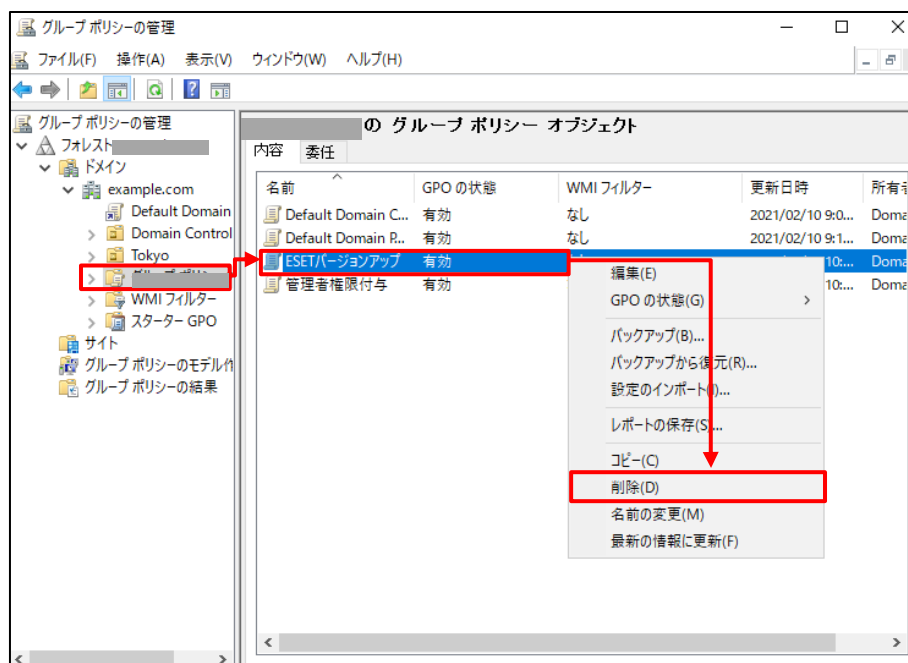 グループ ポリシーの管理
ファイル(F) 操作(A) 表示(V) ウィンドウ(W) ヘルプ(H)
グループ ポリシーの管理
フォレスト
ドメイン
example.com
Default Domain
Domain Control
Tokyo
WMI フィルター
スターター GPO
サイト
グループ ポリシーのモデル作
グループ ポリシーの結果
の グループ ポリシー オブジェクト
内容 委任
名前 GPO の状態 WMI フィルター 更新日時 所有者
Default Domain C... 有効 なし 2021/02/10 9:0... Doma
Default Domain P... 有効 なし 2021/02/10 9:1... Doma
ESETバージョンアップ 有効 10:... Doma
管理者権限付与 有効 10:... Doma
編集(E)
GPO の状態(G)
バックアップ(B)...
バックアップから復元(R)...
設定のインポート(I)...
レポートの保存(S)...
コピー(C)
削除(D)
名前の変更(M)
最新の情報に更新(F)